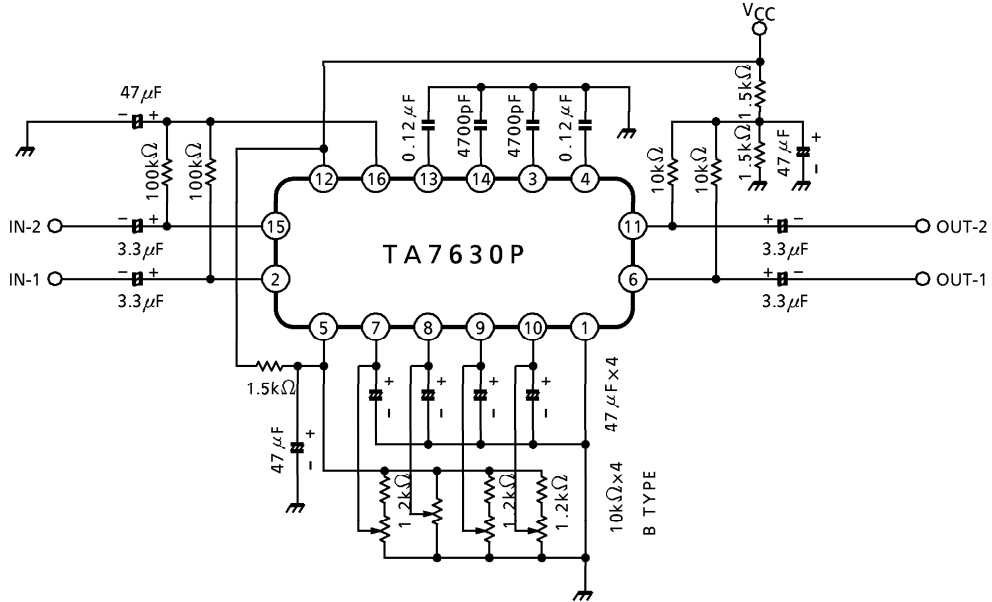 VCC
47μF
− +
100kΩ
100kΩ
0.12μF
4700pF
4700pF
0.12μF
10kΩ
10kΩ
1.5kΩ
1.5kΩ
47μF
+
−
12
16
13
14
3
4
IN-2
− +
3.3μF
15
IN-1
− +
3.3μF
2
TA7630P
11
+ −
3.3μF
OUT-2
6
+ −
3.3μF
OUT-1
5
7
8
9
10
1
1.5kΩ
47μF
+
−
+
−
+
−
+
−
+
−
47μF×4
1.2kΩ
1.2kΩ
1.2kΩ
10kΩ×4
B TYPE